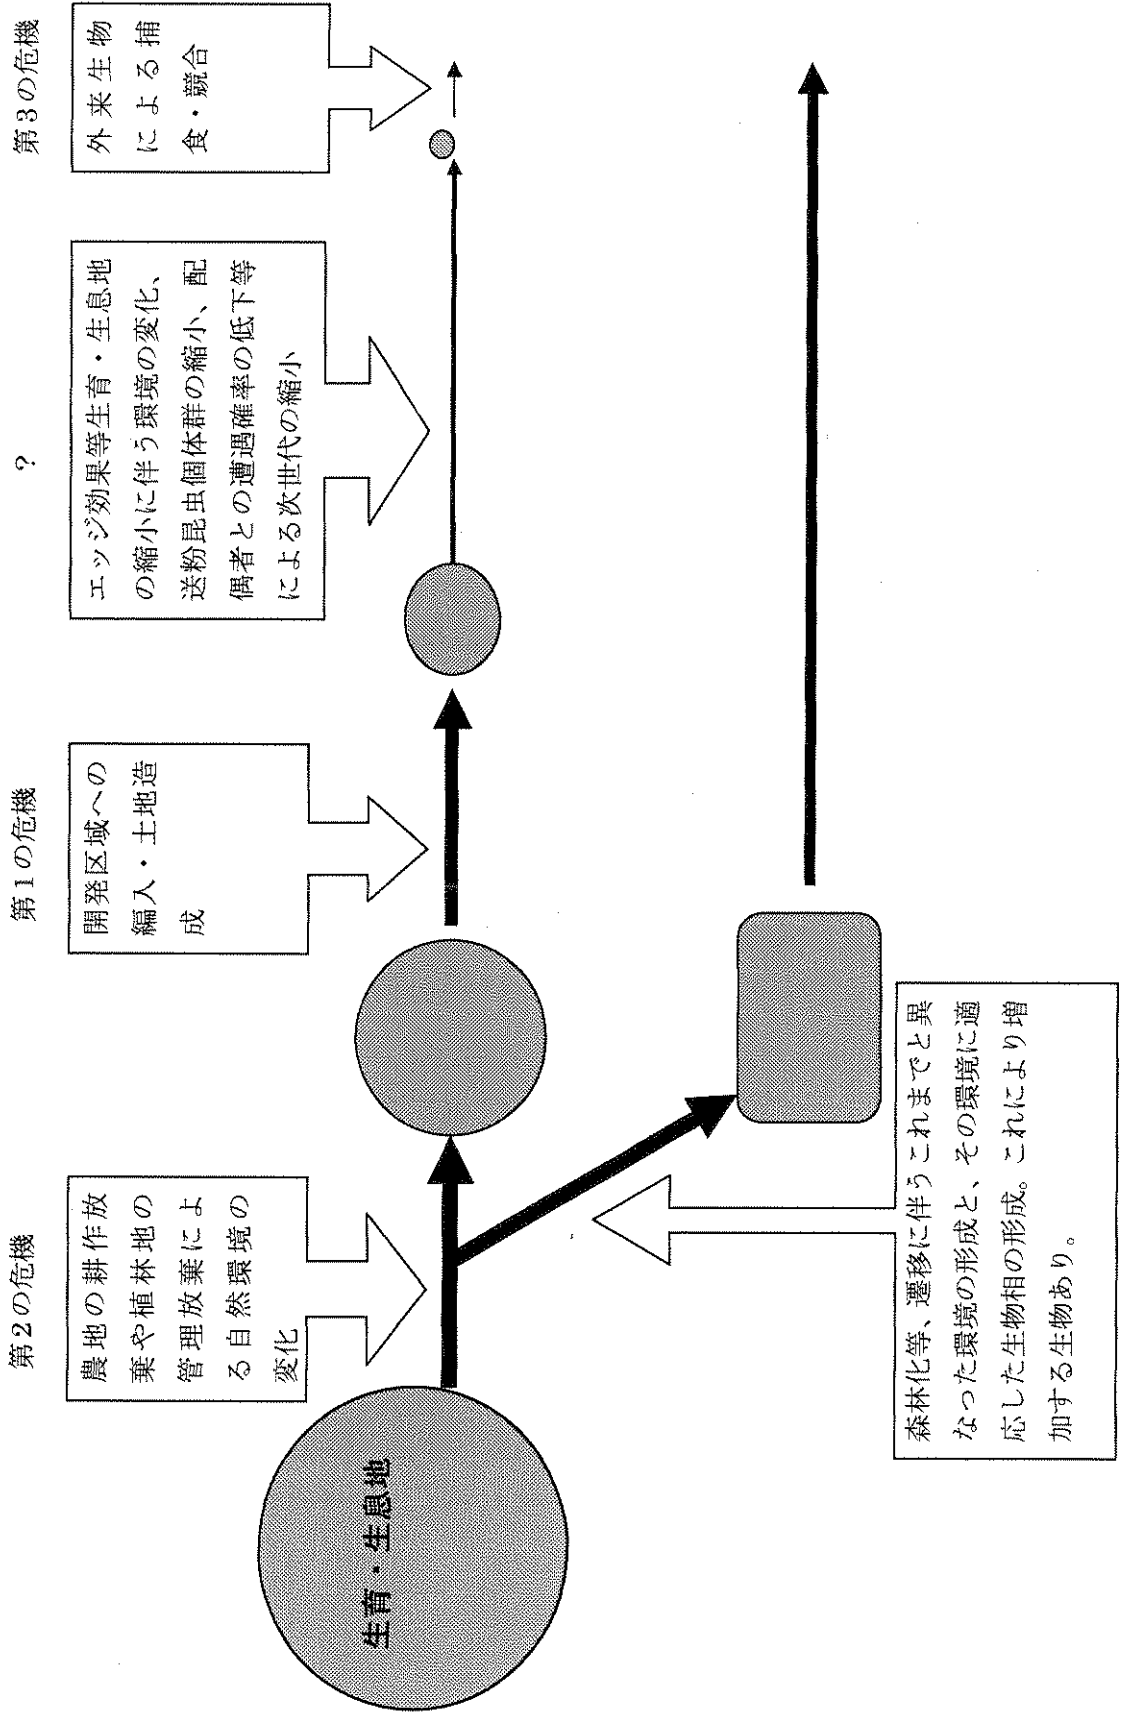 第2の危機
農地の耕作放
棄や植林地の
管理放棄によ
る自然環境の
変化
第1の危機
開発区域への
編入・土地造
成
?
エッジ効果等生育・生息地
の縮小に伴う環境の変化、
送粉昆虫個体群の縮小、配
偶者との遭遇確率の低下等
による次世代の縮小
第3の危機
外来生物
による捕
食・競合
生育・生息地
森林化等、遷移に伴うこれまでと異
なった環境の形成と、その環境に適
応した生物相の形成。これにより増
加する生物あり。